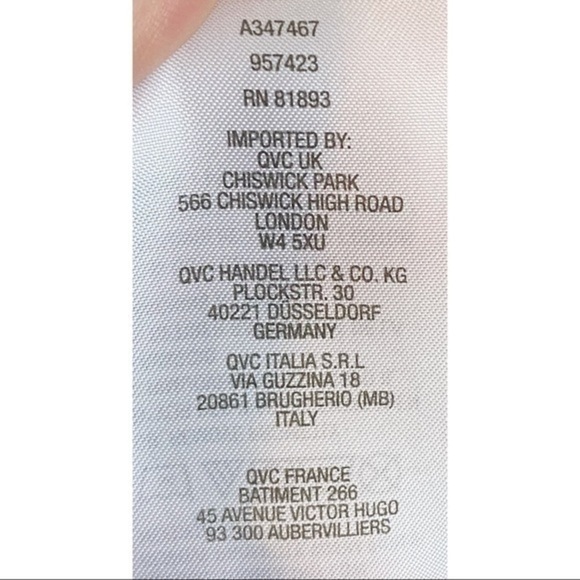 A347467
957423
RN 81893
IMPORTED BY:
QVC UK
CHISWICK PARK
566 CHISWICK HIGH ROAD
LONDON
W4 5XU
QVC HANDEL LLC & CO. KG
PLOCKSTR. 30
40221 DÜSSELDORF
GERMANY
QVC ITALIA S.R.L
VIA GUZZINA 18
20861 BRUGHERIO (MB)
ITALY
QVC FRANCE
BATIMENT 266
45 AVENUE VICTOR HUGO
93 300 AUBERVILLIERS